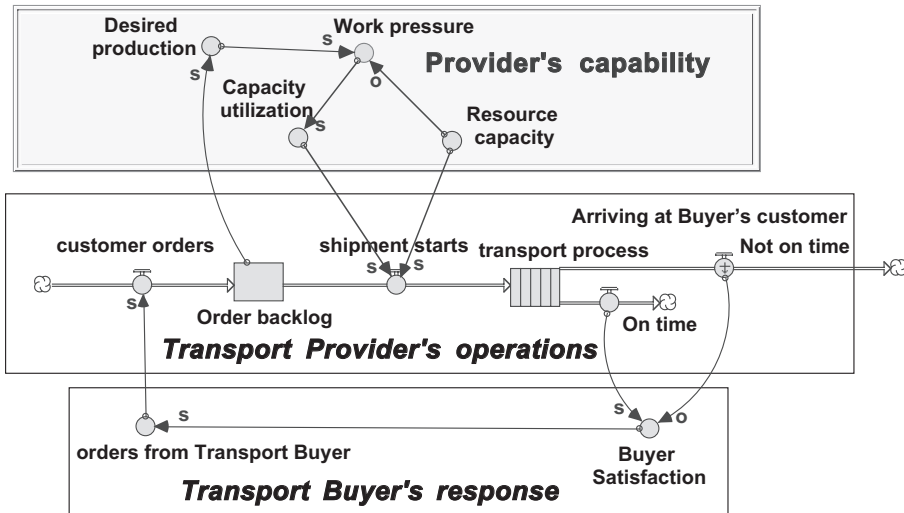 Desired
production
s
s
Work pressure
Provider's capability
Capacity
utilization
s
o
Resource
capacity
Arriving at Buyer’s customer
customer orders
shipment starts
transport process
Not on time
s
s
s
Order backlog
On time
Transport Provider's operations
s
s
o
orders from Transport Buyer
Buyer
Satisfaction
Transport Buyer's response